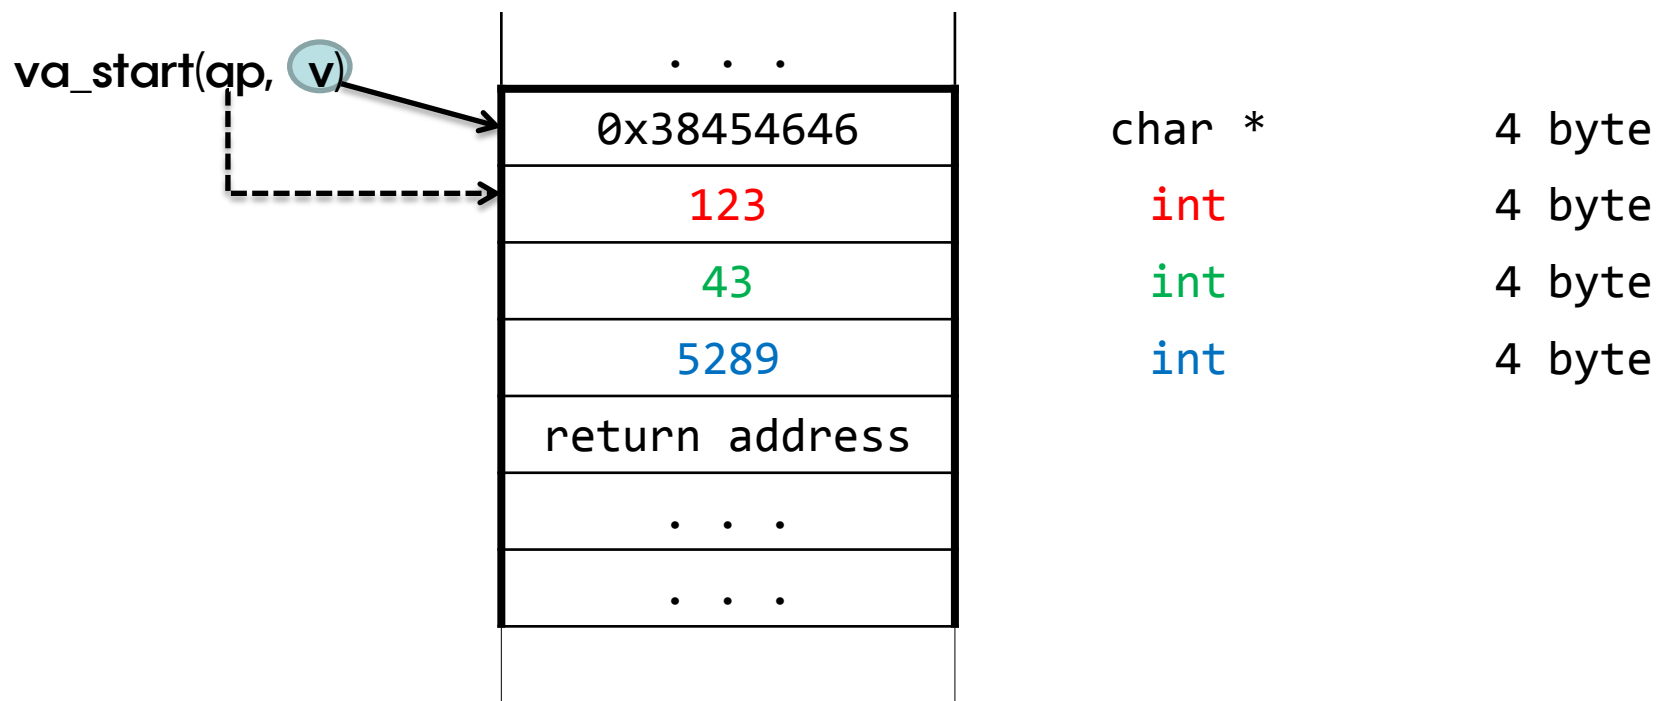 . . .
va_start(ap, v)
0x38454646 char * 4 byte
123 int 4 byte
43 int 4 byte
5289 int 4 byte
return address
. . .
. . .